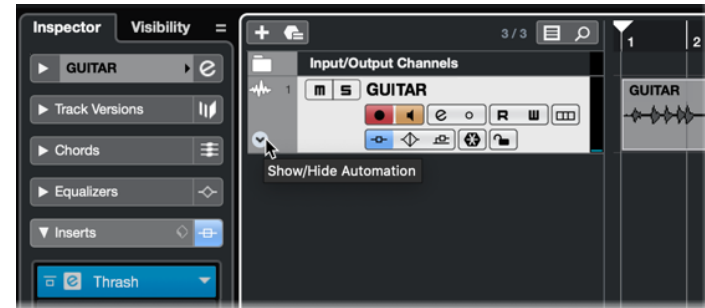 Inspector Visibility
3/3
1 2
GUITAR
Input/Output Channels
1 m s GUITAR
GUITAR
Track Versions
e R W
Chords
Show/Hide Automation
Equalizers
Inserts
e Thrash